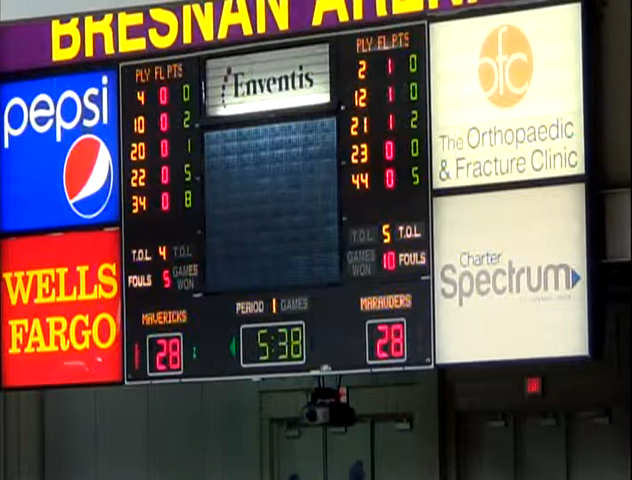 BRESNAN ARENA
pepsi
WELLS
FARGO
PLY FL PTS
4 0 0
10 0 2
20 0 1
22 0 5
34 0 8
T.O.L 4 T.O.L
FOULS 5 GAMES
WON
Enventis
PLY FL PTS
2 1 0
12 1 0
21 1 2
23 0 0
44 0 5
T.O.L 5 T.O.L
GAMES
WON 10 FOULS
MAVERICKS
28
PERIOD 1 GAMES
5:38
MARAUDERS
28
ofc
The Orthopaedic
& Fracture Clinic
Charter
Spectrum